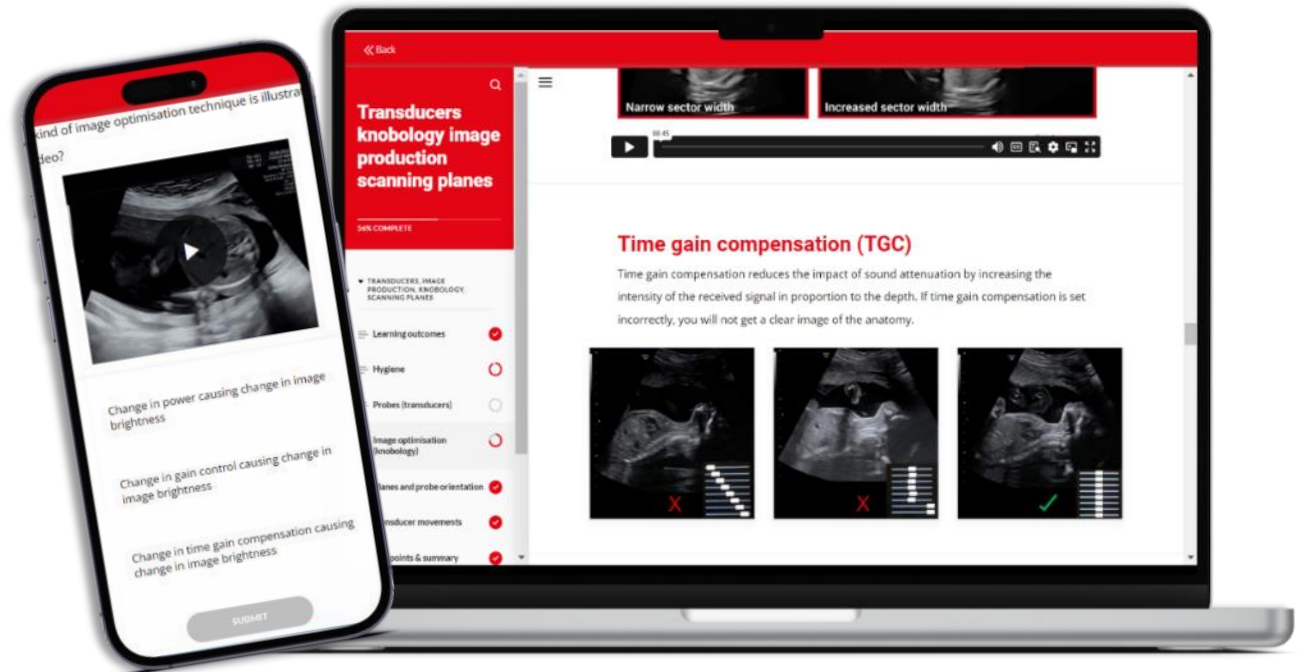 kind of image optimisation technique is illustra
deo?
Change in power causing change in image
brightness
Change in gain control causing change in
image brightness
Change in time gain compensation causing
change in image brightness
SUBMIT
Back
Transducers
knobology image
production
scanning planes
56% COMPLETE
TRANSDUCERS, IMAGE
PRODUCTION, KNOBOLOGY,
SCANNING PLANES
Learning outcomes
Hygiene
Probes (transducers)
Image optimisation
(knobology)
lanes and probe orientation
nsducer movements
points & summary
Narrow sector width
Increased sector width
00:45
Time gain compensation (TGC)
Time gain compensation reduces the impact of sound attenuation by increasing the
intensity of the received signal in proportion to the depth. If time gain compensation is set
incorrectly, you will not get a clear image of the anatomy.
X
X